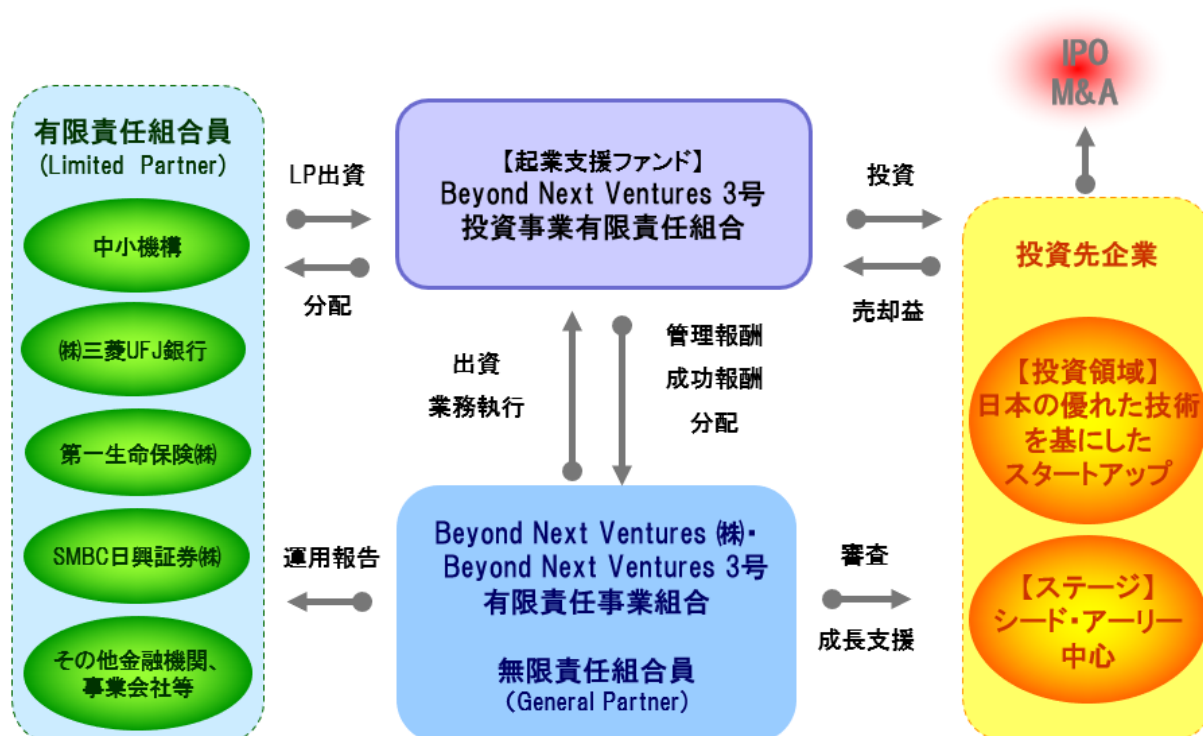 有限責任組合員
(Limited Partner)
中小機構
㈱三菱UFJ銀行
第一生命保険㈱
SMBC日興証券㈱
その他金融機関、
事業会社等
LP出資
分配
運用報告
【起業支援ファンド】
Beyond Next Ventures 3号
投資事業有限責任組合
出資
業務執行
管理報酬
成功報酬
分配
Beyond Next Ventures ㈱・
Beyond Next Ventures 3号
有限責任事業組合
無限責任組合員
(General Partner)
投資
売却益
審査
成長支援
IPO
M&A
投資先企業
【投資領域】
日本の優れた技術
を基にした
スタートアップ
【ステージ】
シード・アーリー
中心